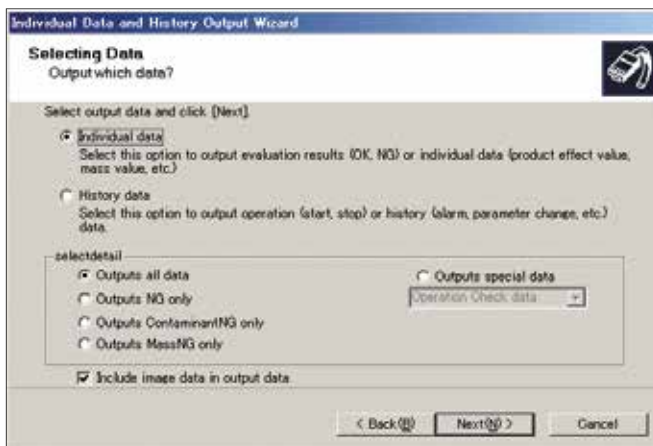 Individual Data and History Output Wizard
Selecting Data
Output which data?
Select output data and click [Next].
Individual data
Select this option to output evaluation results (OK, NG) or individual data (product effect value,
mass value, etc.)
History data
Select this option to output operation (start, stop) or history (alarm, parameter change, etc.)
data.
selectdetail
Outputs all data
Outputs special data
Outputs NG only
Operation Check data
Outputs ContaminantNG only
Outputs MassNG only
Include image data in output data
< Back(B)
Next(N) >
Cancel